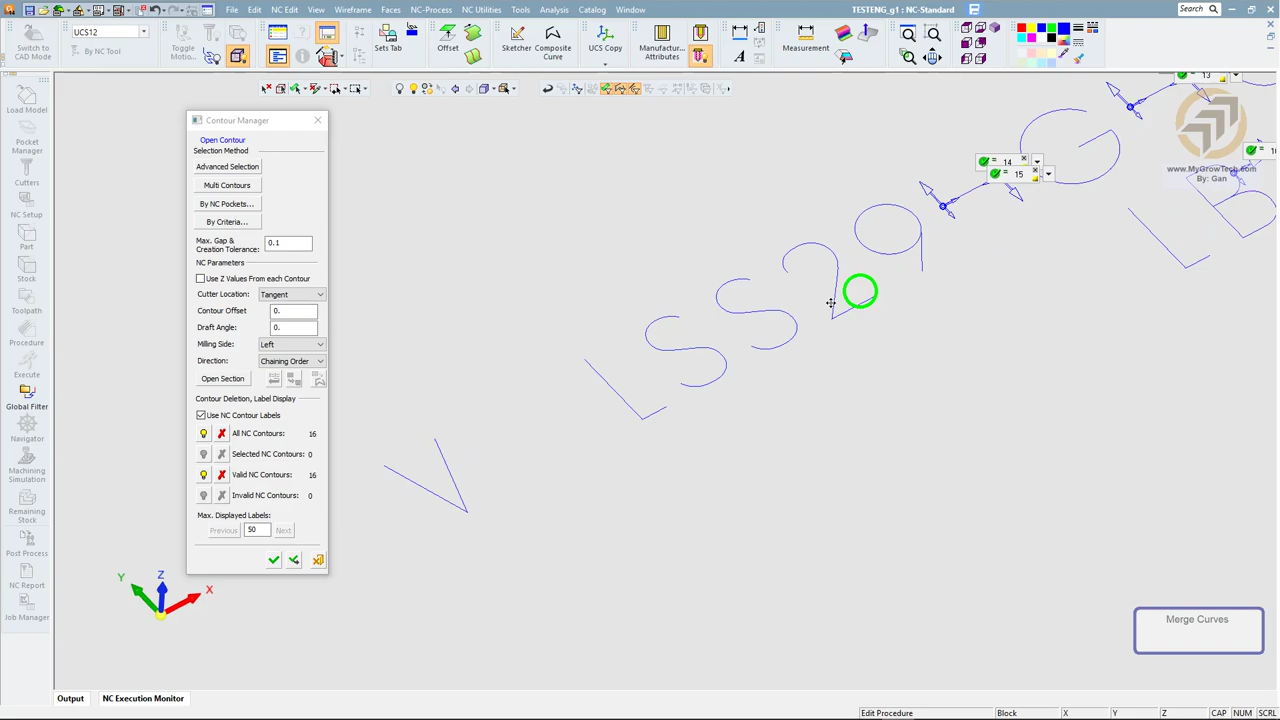 File Edit NC Edit View Wireframe Faces NC-Process NC Utilities Tools Analysis Catalog Window Help
TESTENG_g1 : NC-Standard
Search
Switch to
CAD Mode
UCS12
By NC Tool
Toggle
Motion...
Sets Tab
Offset
Sketcher
Composite
Curve
UCS Copy
Manufactur...
Attributes
Measurement
Load Model
Pocket
Manager
Cutters
NC Setup
Part
Stock
Toolpath
Procedure
Global Filter
Navigator
Machining
Simulation
Remaining
Stock
Post Process
NC Report
Job Manager
Contour Manager
Open Contour
Selection Method
Advanced Selection
Multi Contours
By NC Pockets...
By Criteria...
Max. Gap &
Creation Tolerance: 0.1
NC Parameters
Use Z Values From each Contour
Cutter Location: Tangent
Contour Offset 0.
Draft Angle: 0.
Milling Side: Left
Direction: Chaining Order
Open Section
Contour Deletion, Label Display
Use NC Contour Labels
All NC Contours: 16
Selected NC Contours: 0
Valid NC Contours: 16
Invalid NC Contours: 0
Max. Displayed Labels:
Previous 50 Next
= 13
= 14
= 15
www.MyGrowTech.com
By: Gan
V LSS29G
Z
Y X
Merge Curves
Output NC Execution Monitor
Edit Procedure Block X Y Z CAP NUM SCRL